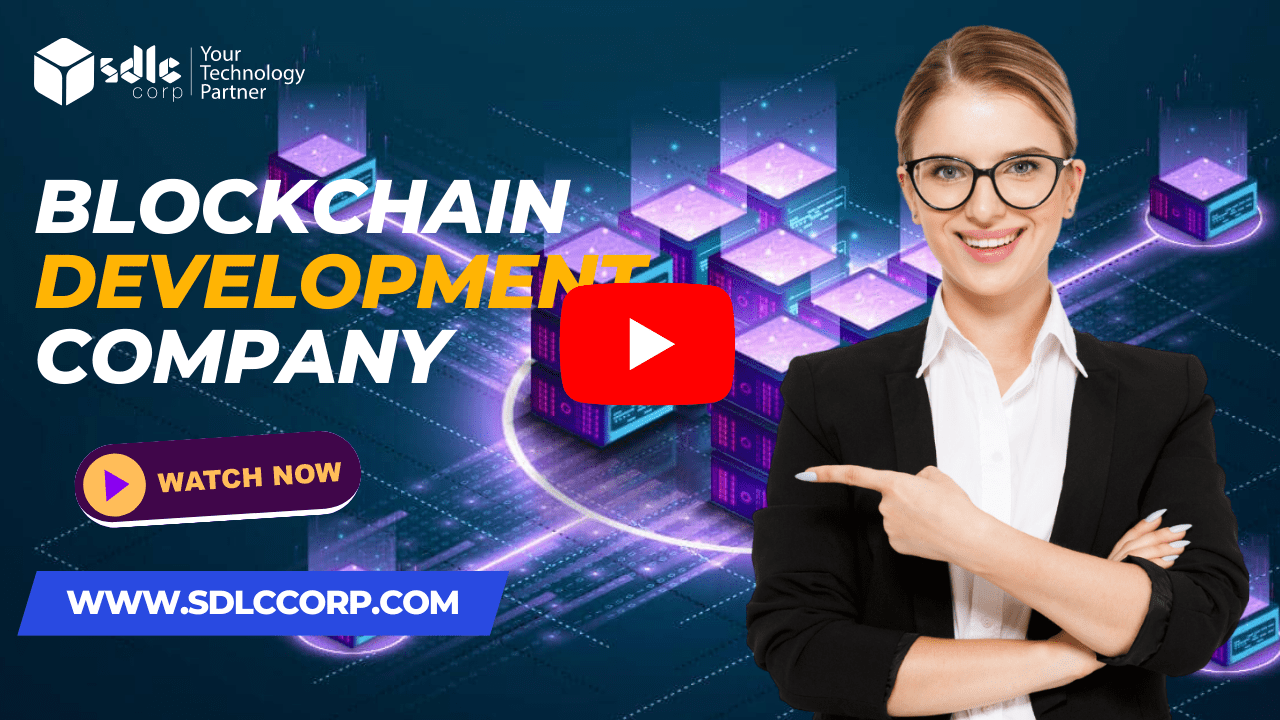 sdlc
corp
Your
Technology
Partner
BLOCKCHAIN
DEVELOPMENT
COMPANY
WATCH NOW
WWW.SDLCCORP.COM